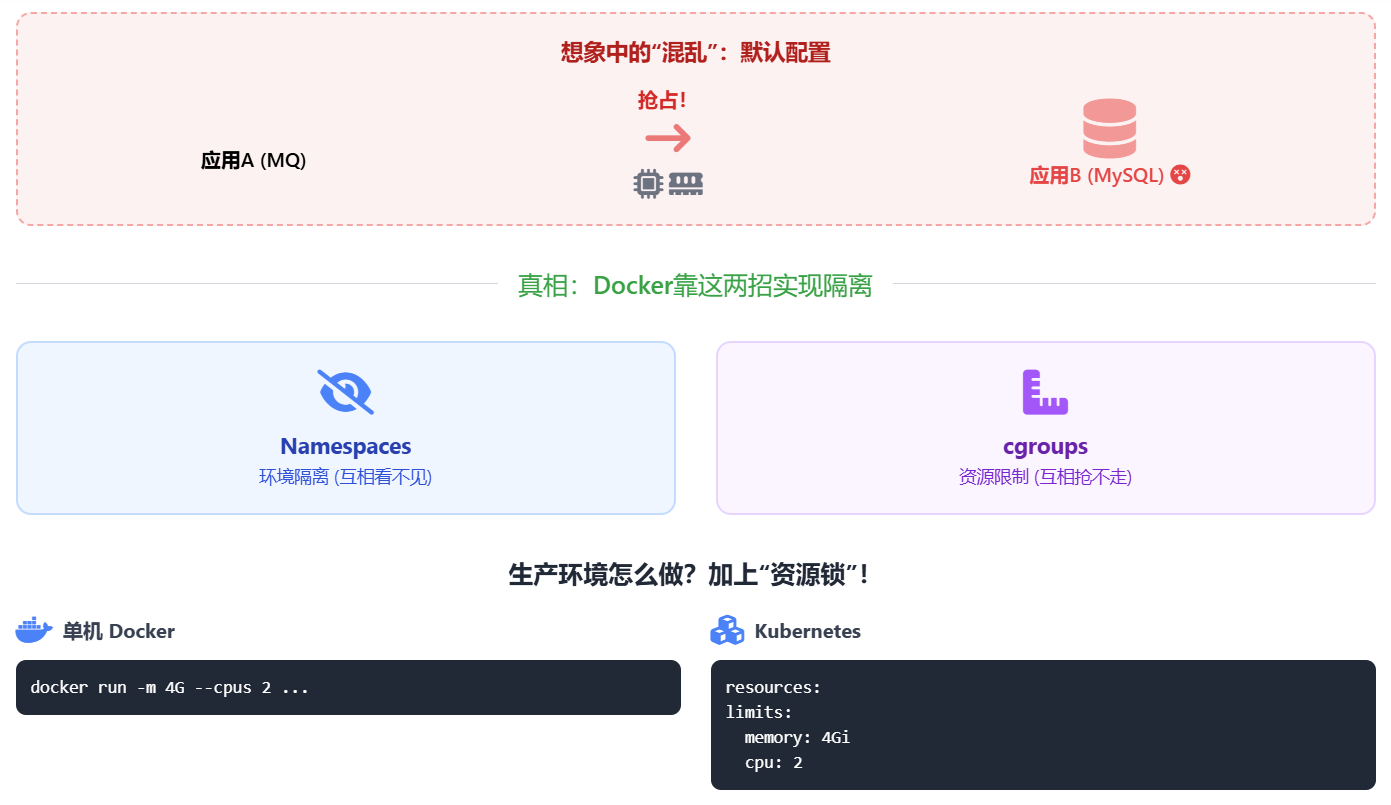 想象中的“混乱”：默认配置
抢占！
应用A (MQ)
应用B (MySQL)
真相：Docker靠这两招实现隔离
Namespaces
环境隔离 (互相看不见)
cgroups
资源限制 (互相抢不走)
生产环境怎么做？加上“资源锁”！
单机 Docker
docker run -m 4G --cpus 2 ...
Kubernetes
resources:
limits:
  memory: 4Gi
  cpu: 2